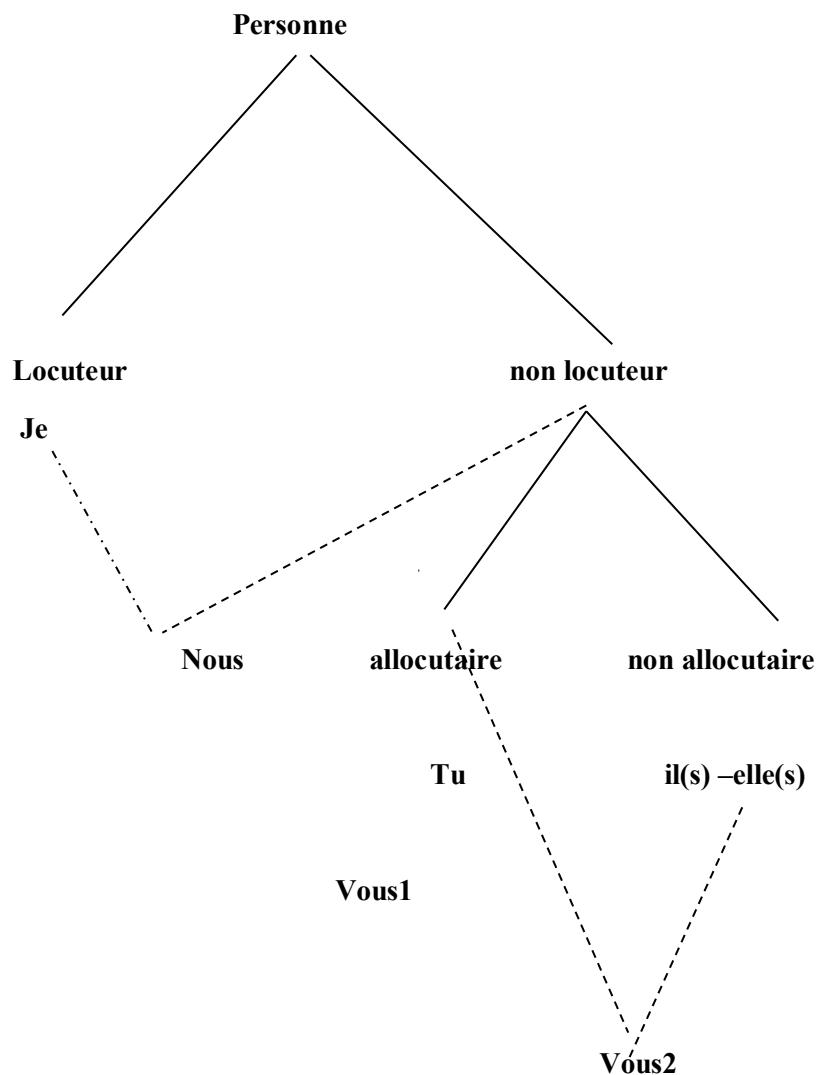 Personne
Locuteur non locuteur
Je
Nous allocutaire non allocutaire
Tu il(s) –elle(s)
Vous1
Vous2